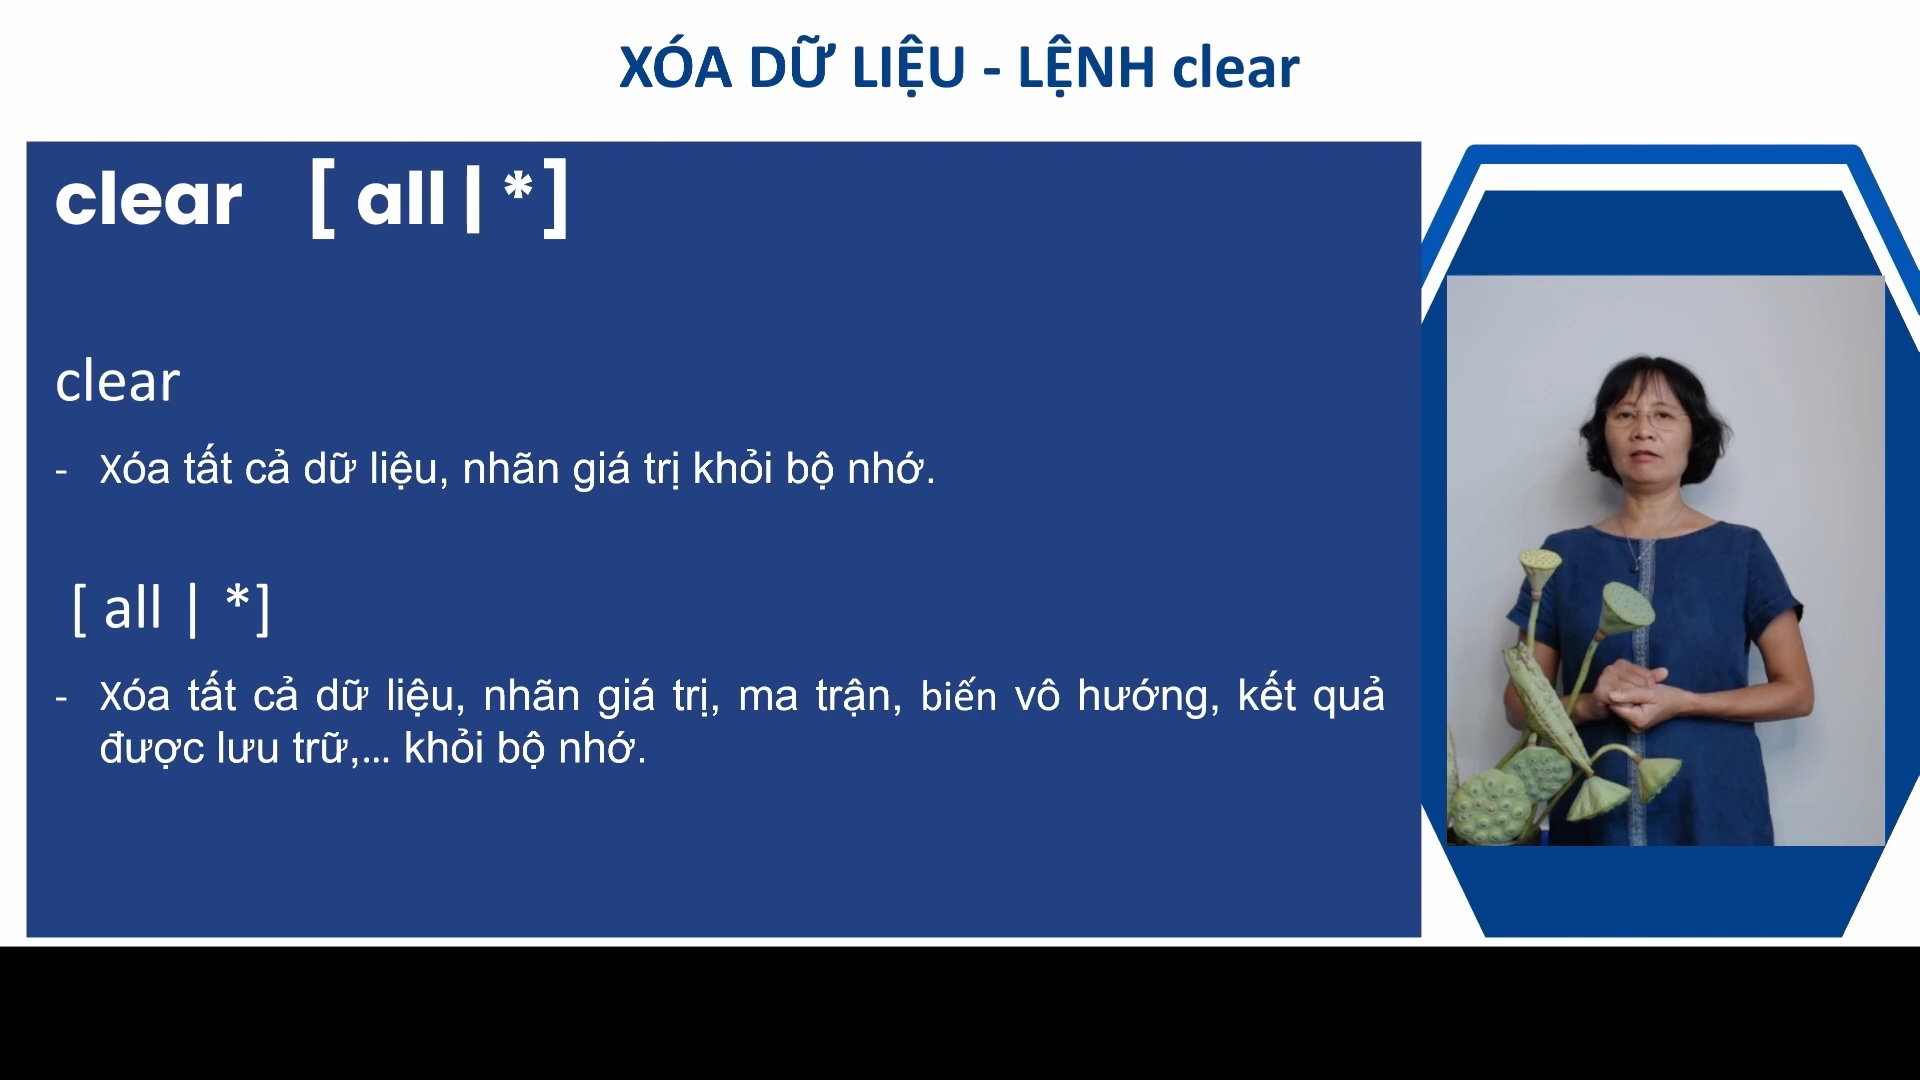 XÓA DỮ LIỆU - LỆNH clear
clear [ all | * ]
clear
- Xóa tất cả dữ liệu, nhãn giá trị khỏi bộ nhớ.
[ all | *]
- Xóa tất cả dữ liệu, nhãn giá trị, ma trận, biến vô hướng, kết quả
được lưu trữ,... khỏi bộ nhớ.